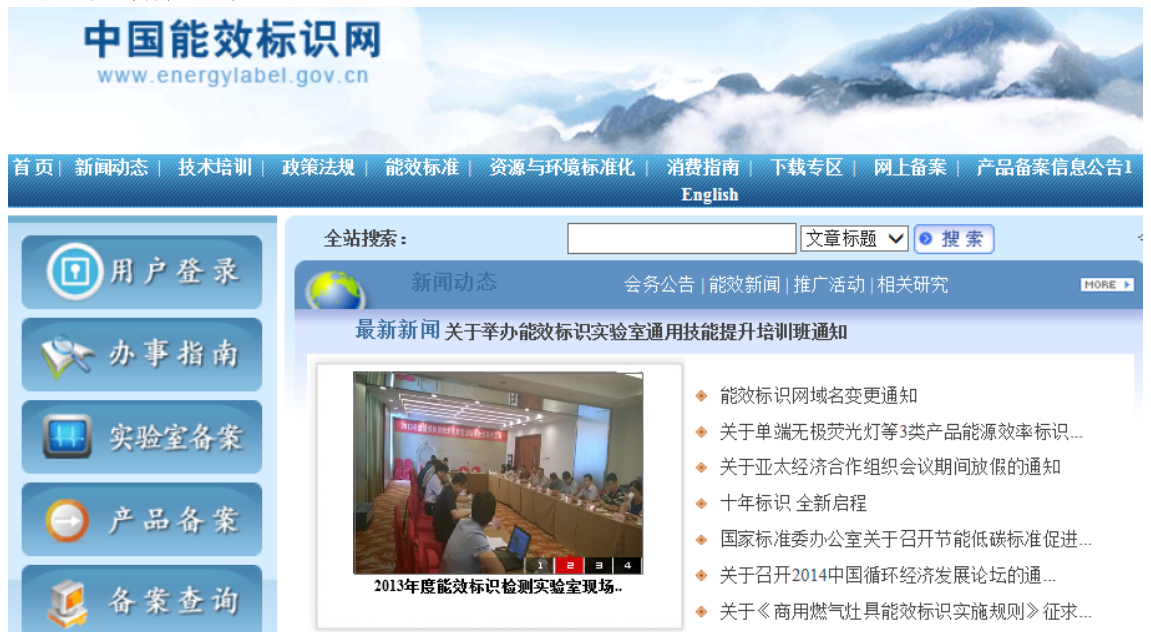 中国能效标识网
www.energylabel.gov.cn
首 页 | 新闻动态 | 技术培训 | 政策法规 | 能效标准 | 资源与环境标准化 | 消费指南 | 下载专区 | 网上备案 | 产品备案信息公告1
English
用户登录
办事指南
实验室备案
产品备案
备案查询
全站搜索：
文章标题
搜 索
新闻动态
会务公告 | 能效新闻 | 推广活动 | 相关研究
MORE
最新新闻 关于举办能效标识实验室通用技能提升培训班通知
1 2 3 4
2013年度能效标识检测实验室现场..
能效标识网域名变更通知
关于单端无极荧光灯等3类产品能源效率标识...
关于亚太经济合作组织会议期间放假的通知
十年标识 全新启程
国家标准委办公室关于召开节能低碳标准促进...
关于召开2014中国循环经济发展论坛的通...
关于《商用燃气灶具能效标识实施规则》征求...